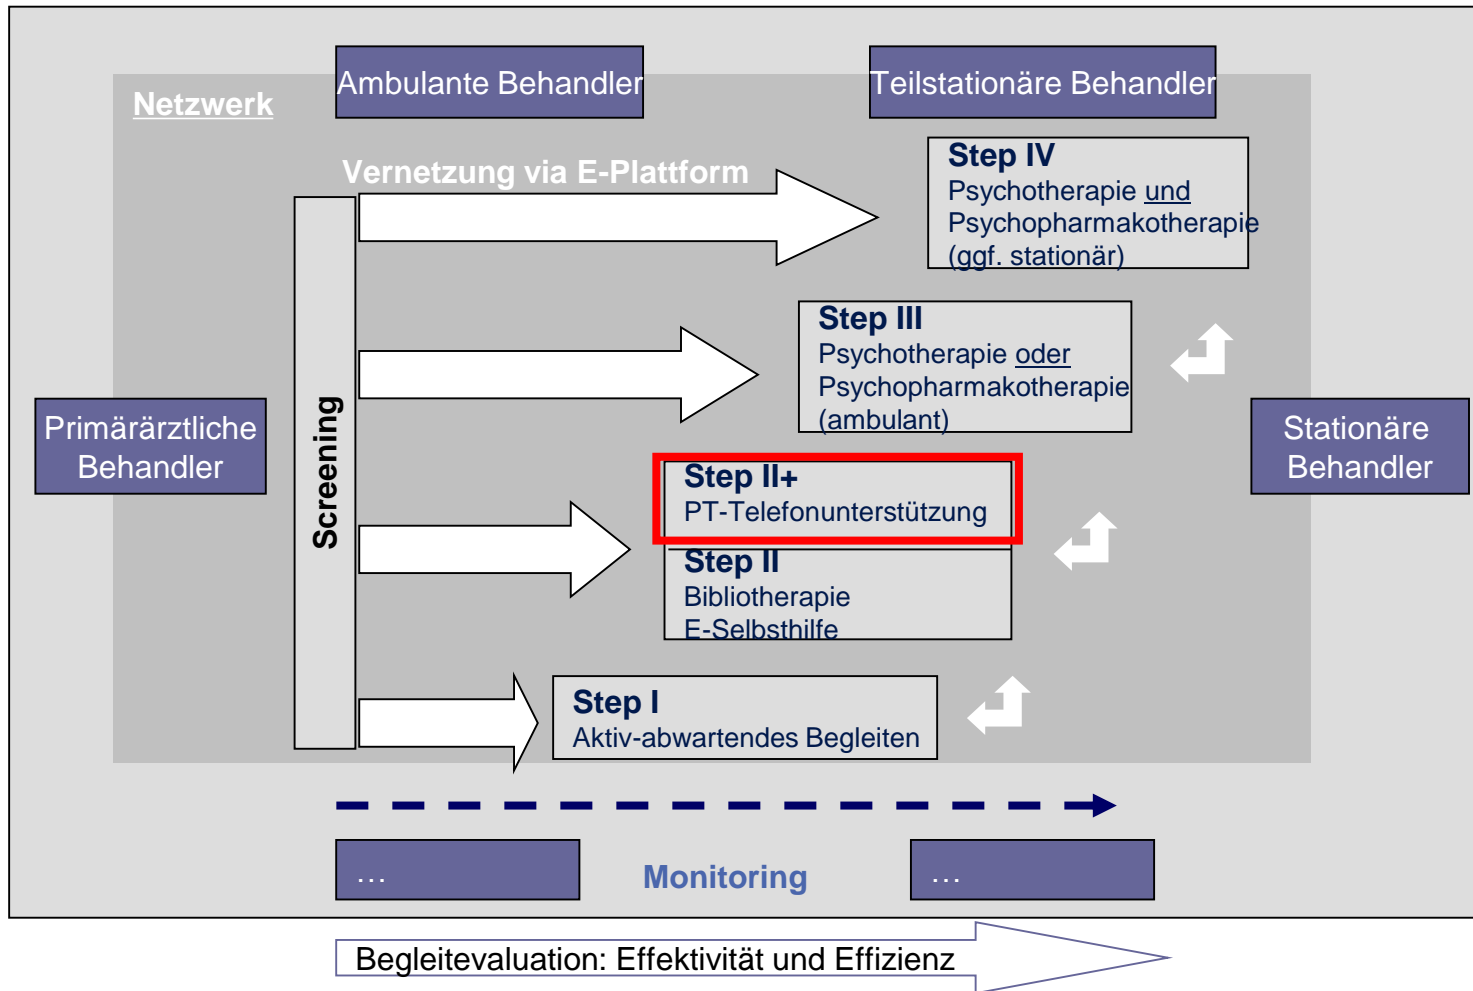 Ambulante Behandler
Teilstationäre Behandler
Netzwerk
Vernetzung via E-Plattform
Step IV
Psychotherapie und
Psychopharmakotherapie
(ggf. stationär)
Step III
Psychotherapie oder
Psychopharmakotherapie
(ambulant)
Primärärztliche
Behandler
Screening
Stationäre
Behandler
Step II+
PT-Telefonunterstützung
Step II
Bibliotherapie
E-Selbsthilfe
Step I
Aktiv-abwartendes Begleiten
…
Monitoring
…
Begleitevaluation: Effektivität und Effizienz